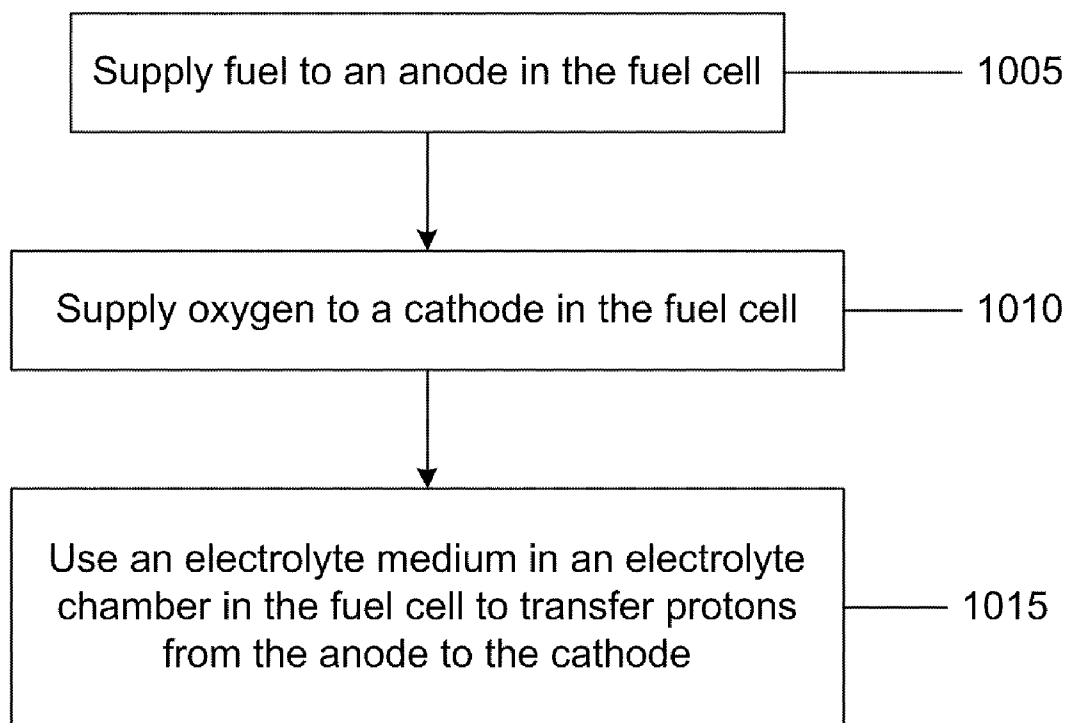 Supply fuel to an anode in the fuel cell
1005
Supply oxygen to a cathode in the fuel cell
1010
Use an electrolyte medium in an electrolyte
chamber in the fuel cell to transfer protons
from the anode to the cathode
1015